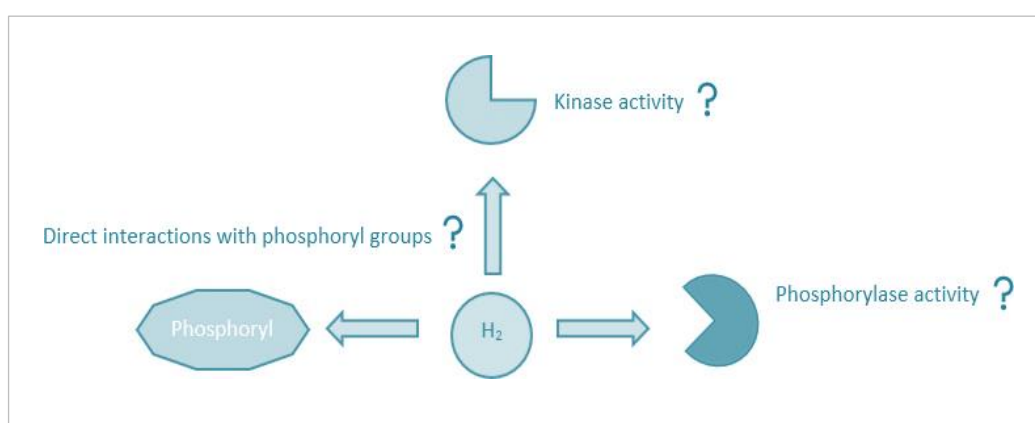 Kinase activity ?
Direct interactions with phosphoryl groups ?
Phosphorylase activity ?
Phosphoryl
H₂